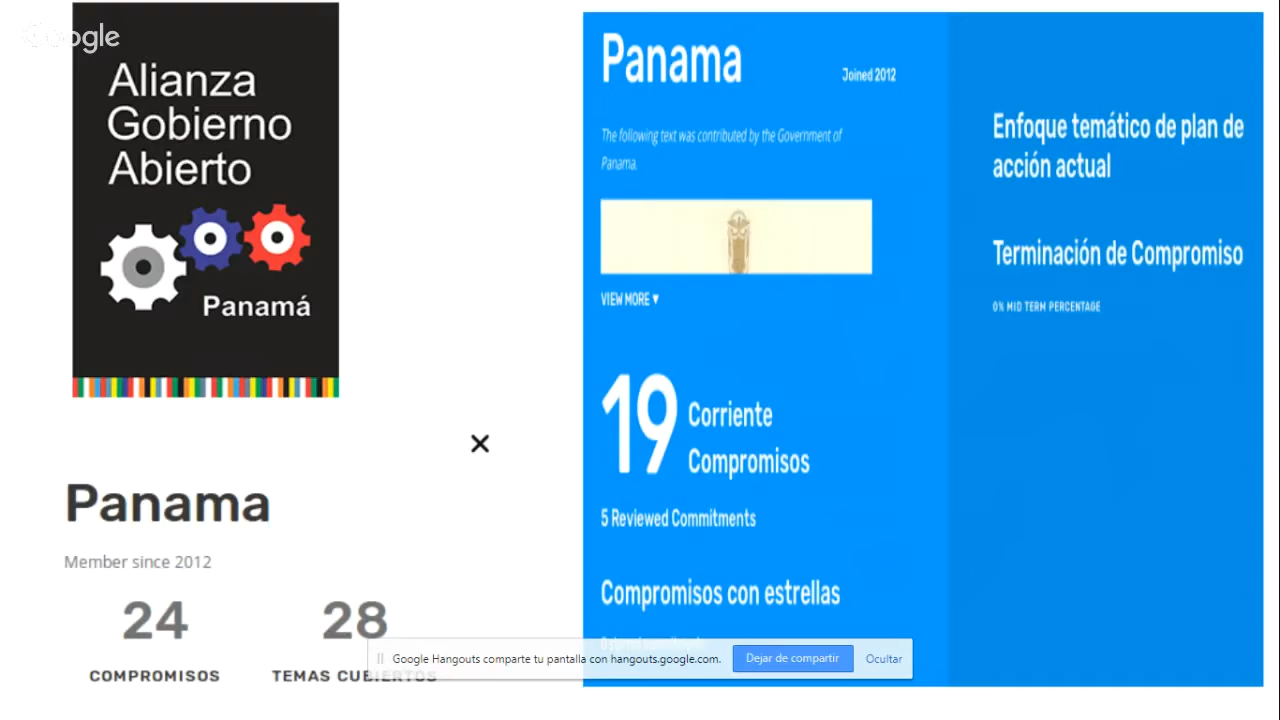 Google
Alianza
Gobierno
Abierto
Panamá
Panama
Member since 2012
24
28
COMPROMISOS
TEMAS CUBIERTOS
Panama
Joined 2012
The following text was contributed by the Government of
Panama.
VIEW MORE ▼
19 Corriente
Compromisos
5 Reviewed Commitments
Compromisos con estrellas
Enfoque temático de plan de
acción actual
Terminación de Compromiso
0% MID TERM PERCENTAGE
Google Hangouts comparte tu pantalla con hangouts.google.com.
Dejar de compartir
Ocultar